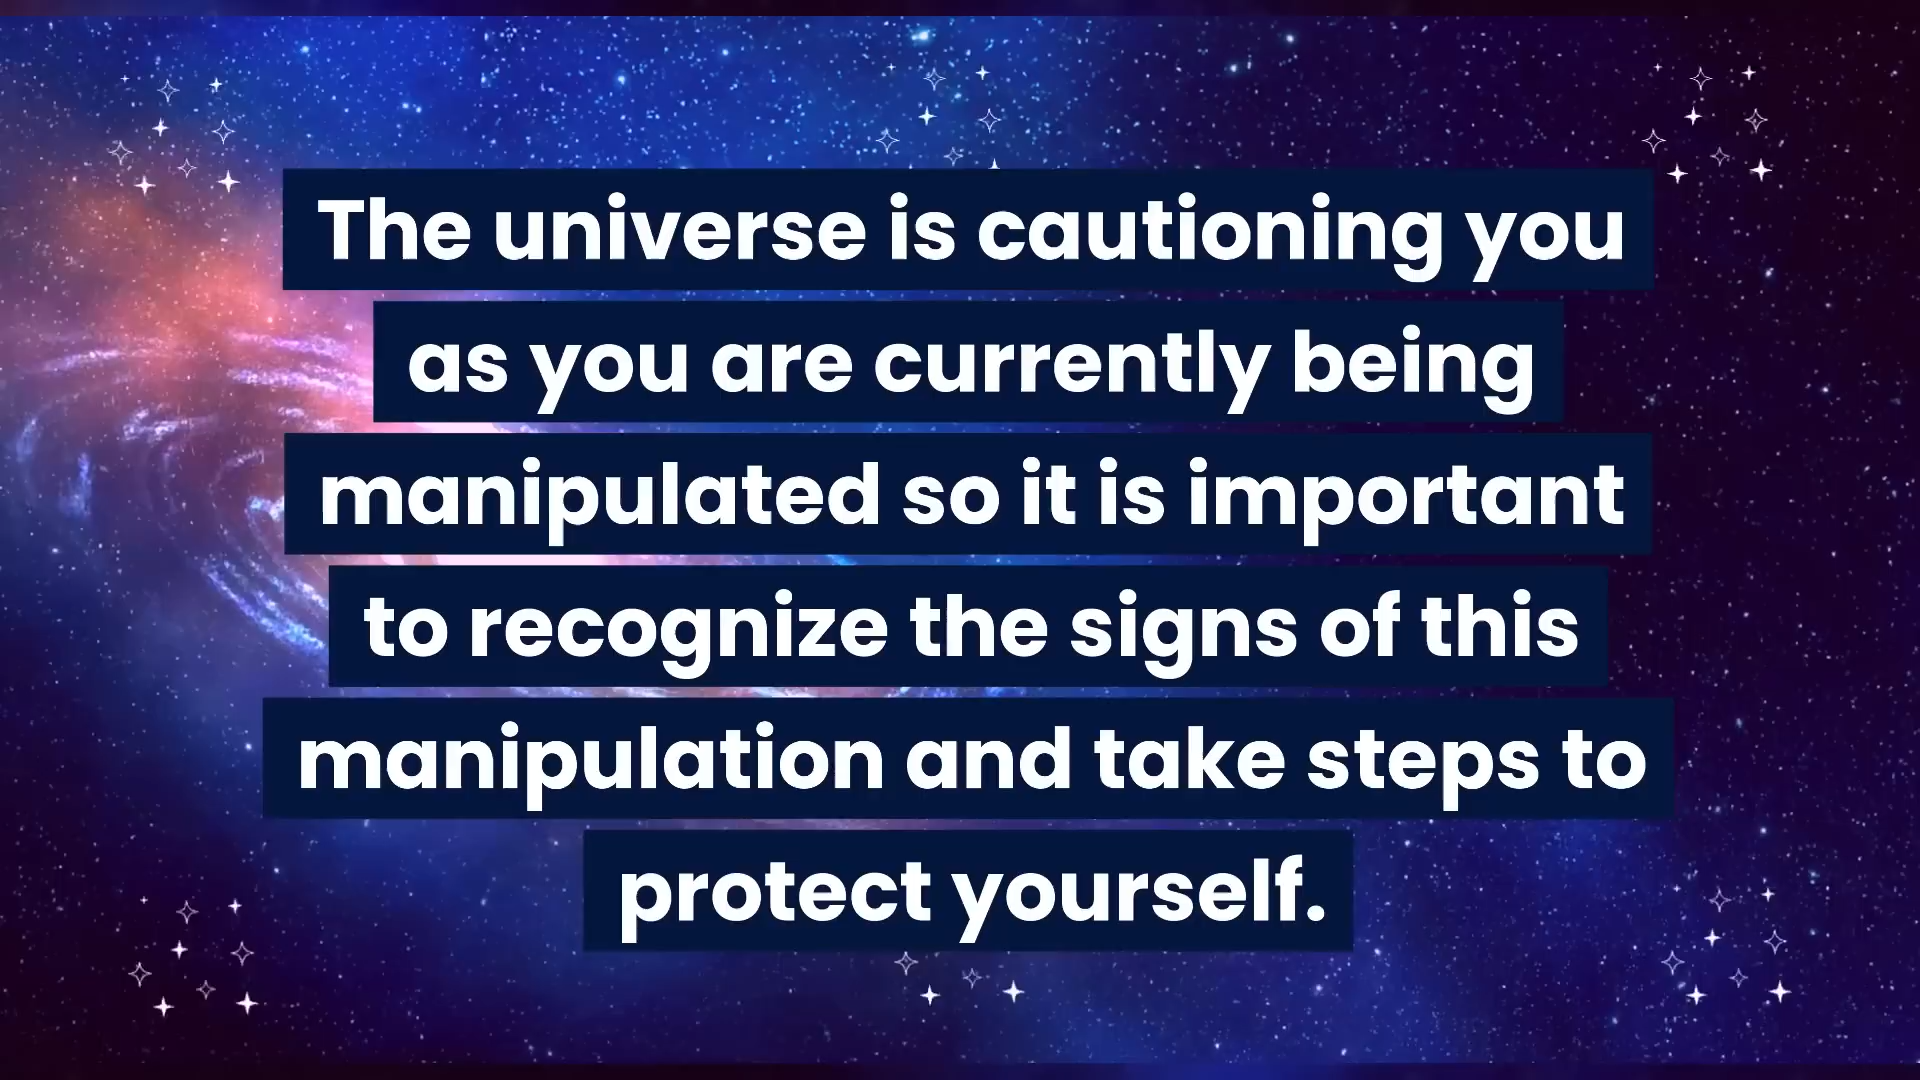 The universe is cautioning you
as you are currently being
manipulated so it is important
to recognize the signs of this
manipulation and take steps to
protect yourself.